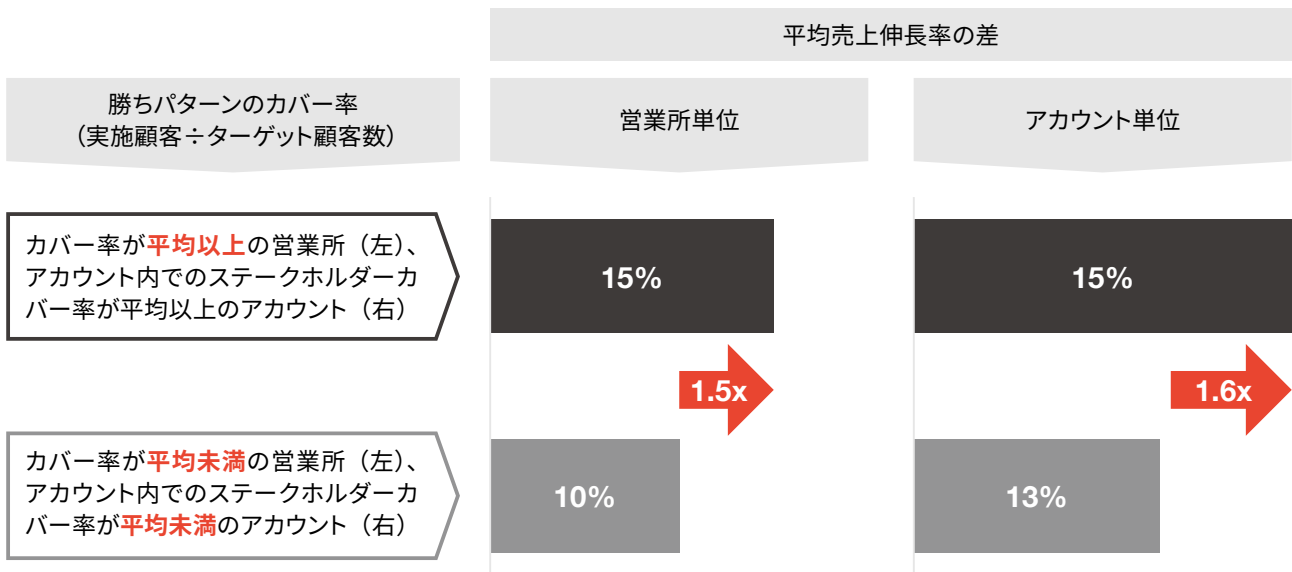 平均売上伸長率の差
勝ちパターンのカバー率
（実施顧客÷ターゲット顧客数）
営業所単位
アカウント単位
カバー率が平均以上の営業所（左）、
アカウント内でのステークホルダーカ
バー率が平均以上のアカウント（右）
15%
15%
1.5x
1.6x
カバー率が平均未満の営業所（左）、
アカウント内でのステークホルダーカ
バー率が平均未満のアカウント（右）
10%
13%